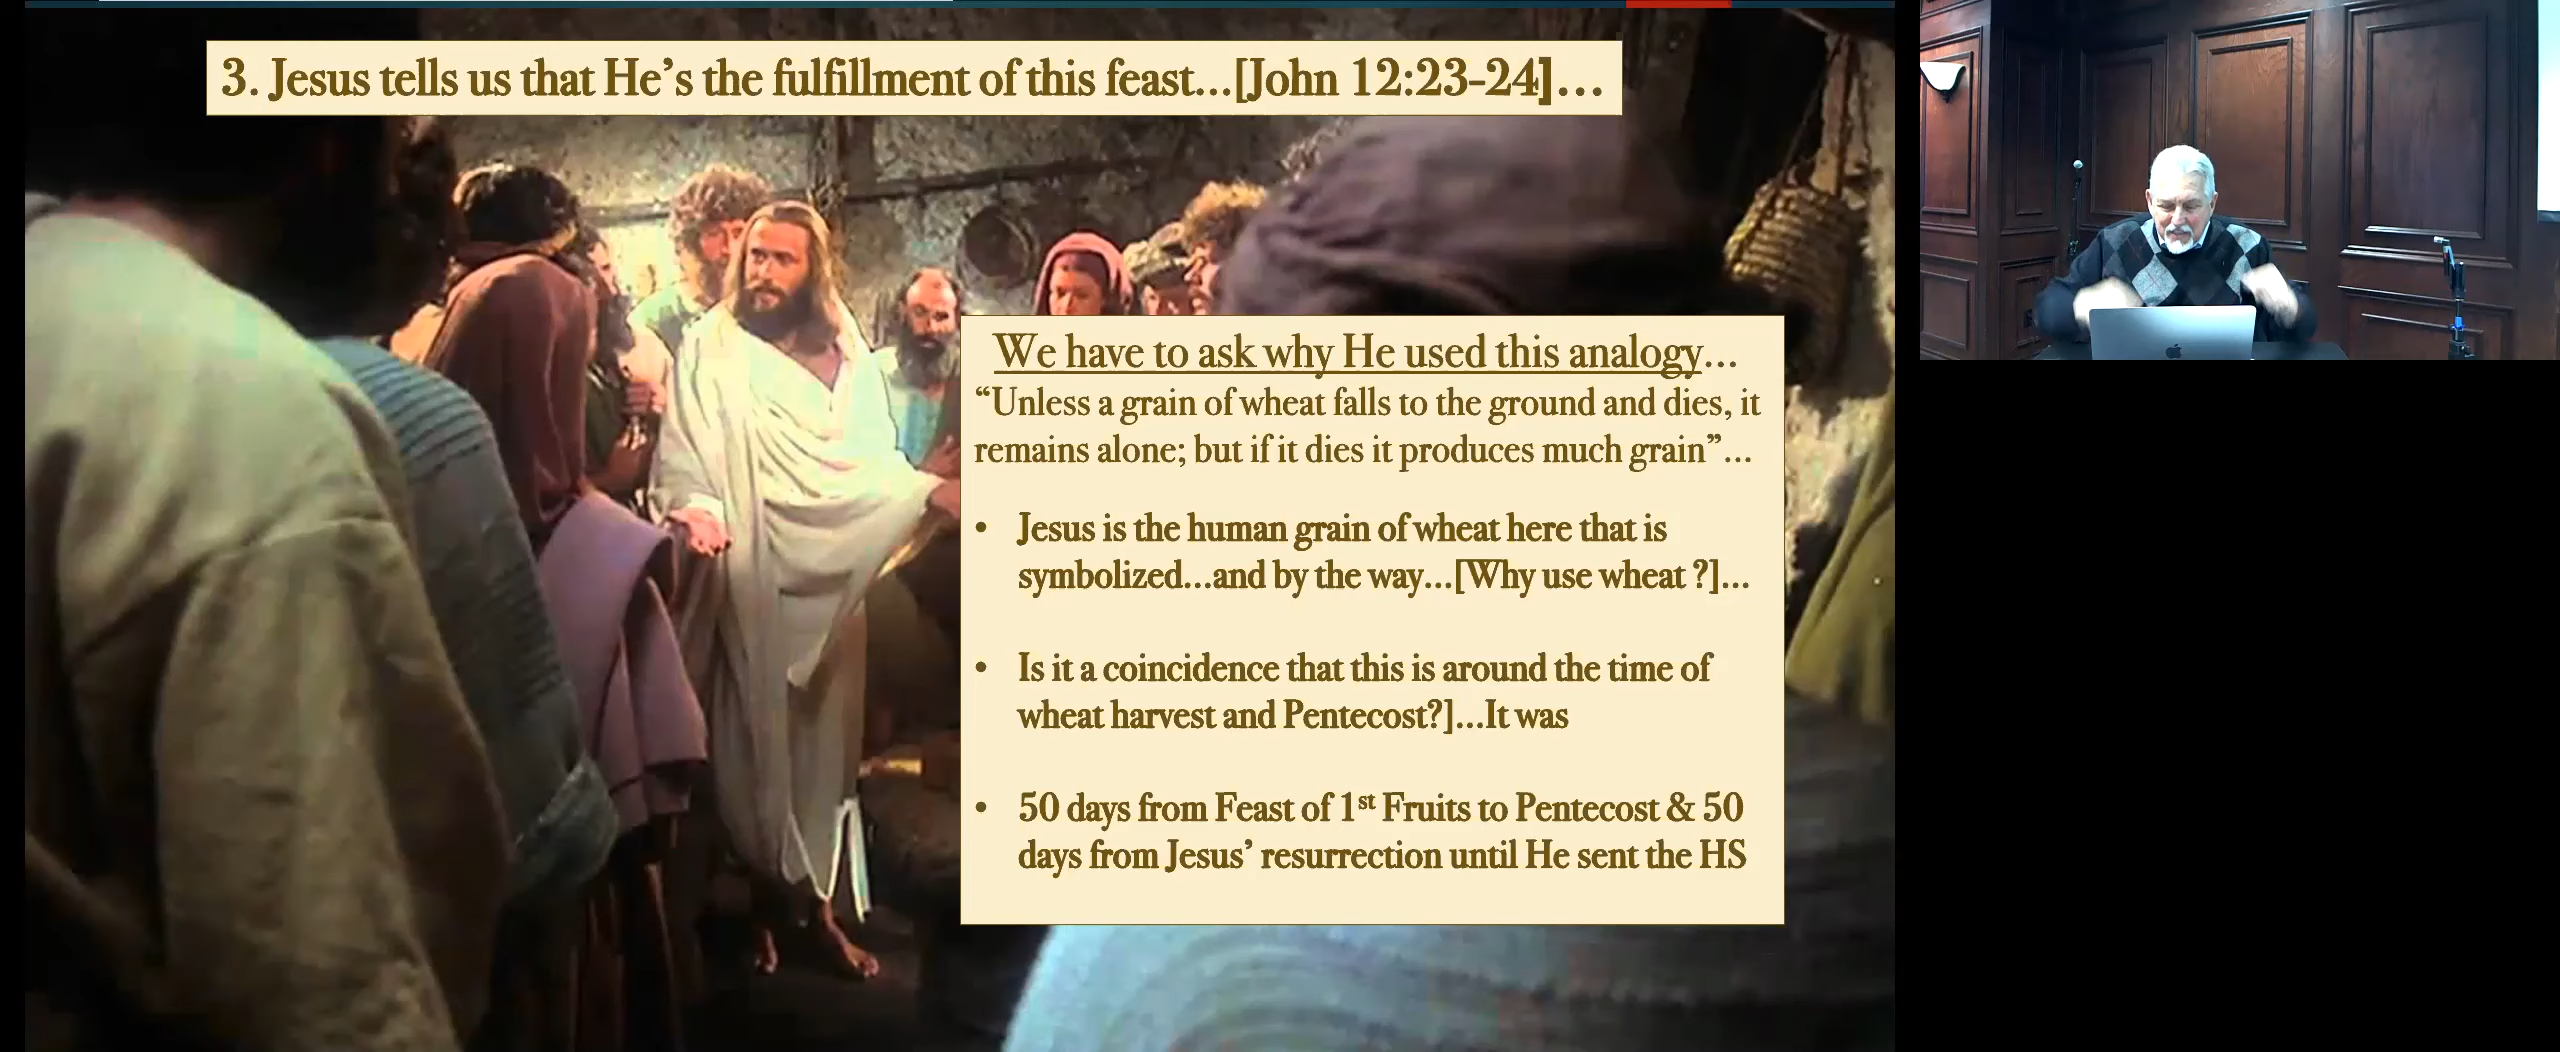 3. Jesus tells us that He’s the fulfillment of this feast...[John 12:23-24]...
We have to ask why He used this analogy...
“Unless a grain of wheat falls to the ground and dies, it
remains alone; but if it dies it produces much grain”...
• Jesus is the human grain of wheat here that is
symbolized...and by the way...[Why use wheat ?]...
• Is it a coincidence that this is around the time of
wheat harvest and Pentecost?]...It was
• 50 days from Feast of 1st Fruits to Pentecost & 50
days from Jesus’ resurrection until He sent the HS